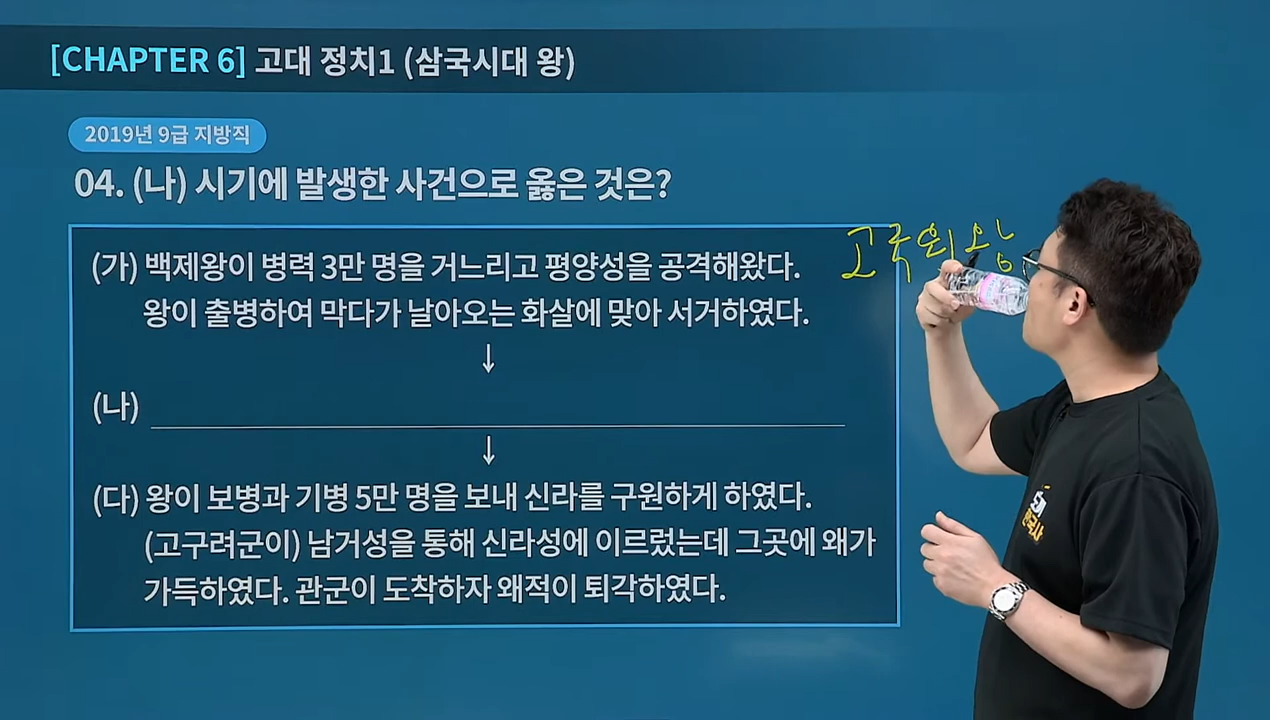 [CHAPTER 6] 고대 정치1 (삼국시대 왕)
2019년 9급 지방직
04. (나) 시기에 발생한 사건으로 옳은 것은?
(가) 백제왕이 병력 3만 명을 거느리고 평양성을 공격해왔다.
고국원왕
왕이 출병하여 막다가 날아오는 화살에 맞아 서거하였다.
↓
(나)
↓
(다) 왕이 보병과 기병 5만 명을 보내 신라를 구원하게 하였다.
(고구려군이) 남거성을 통해 신라성에 이르렀는데 그곳에 왜가
가득하였다. 관군이 도착하자 왜적이 퇴각하였다.
한국사